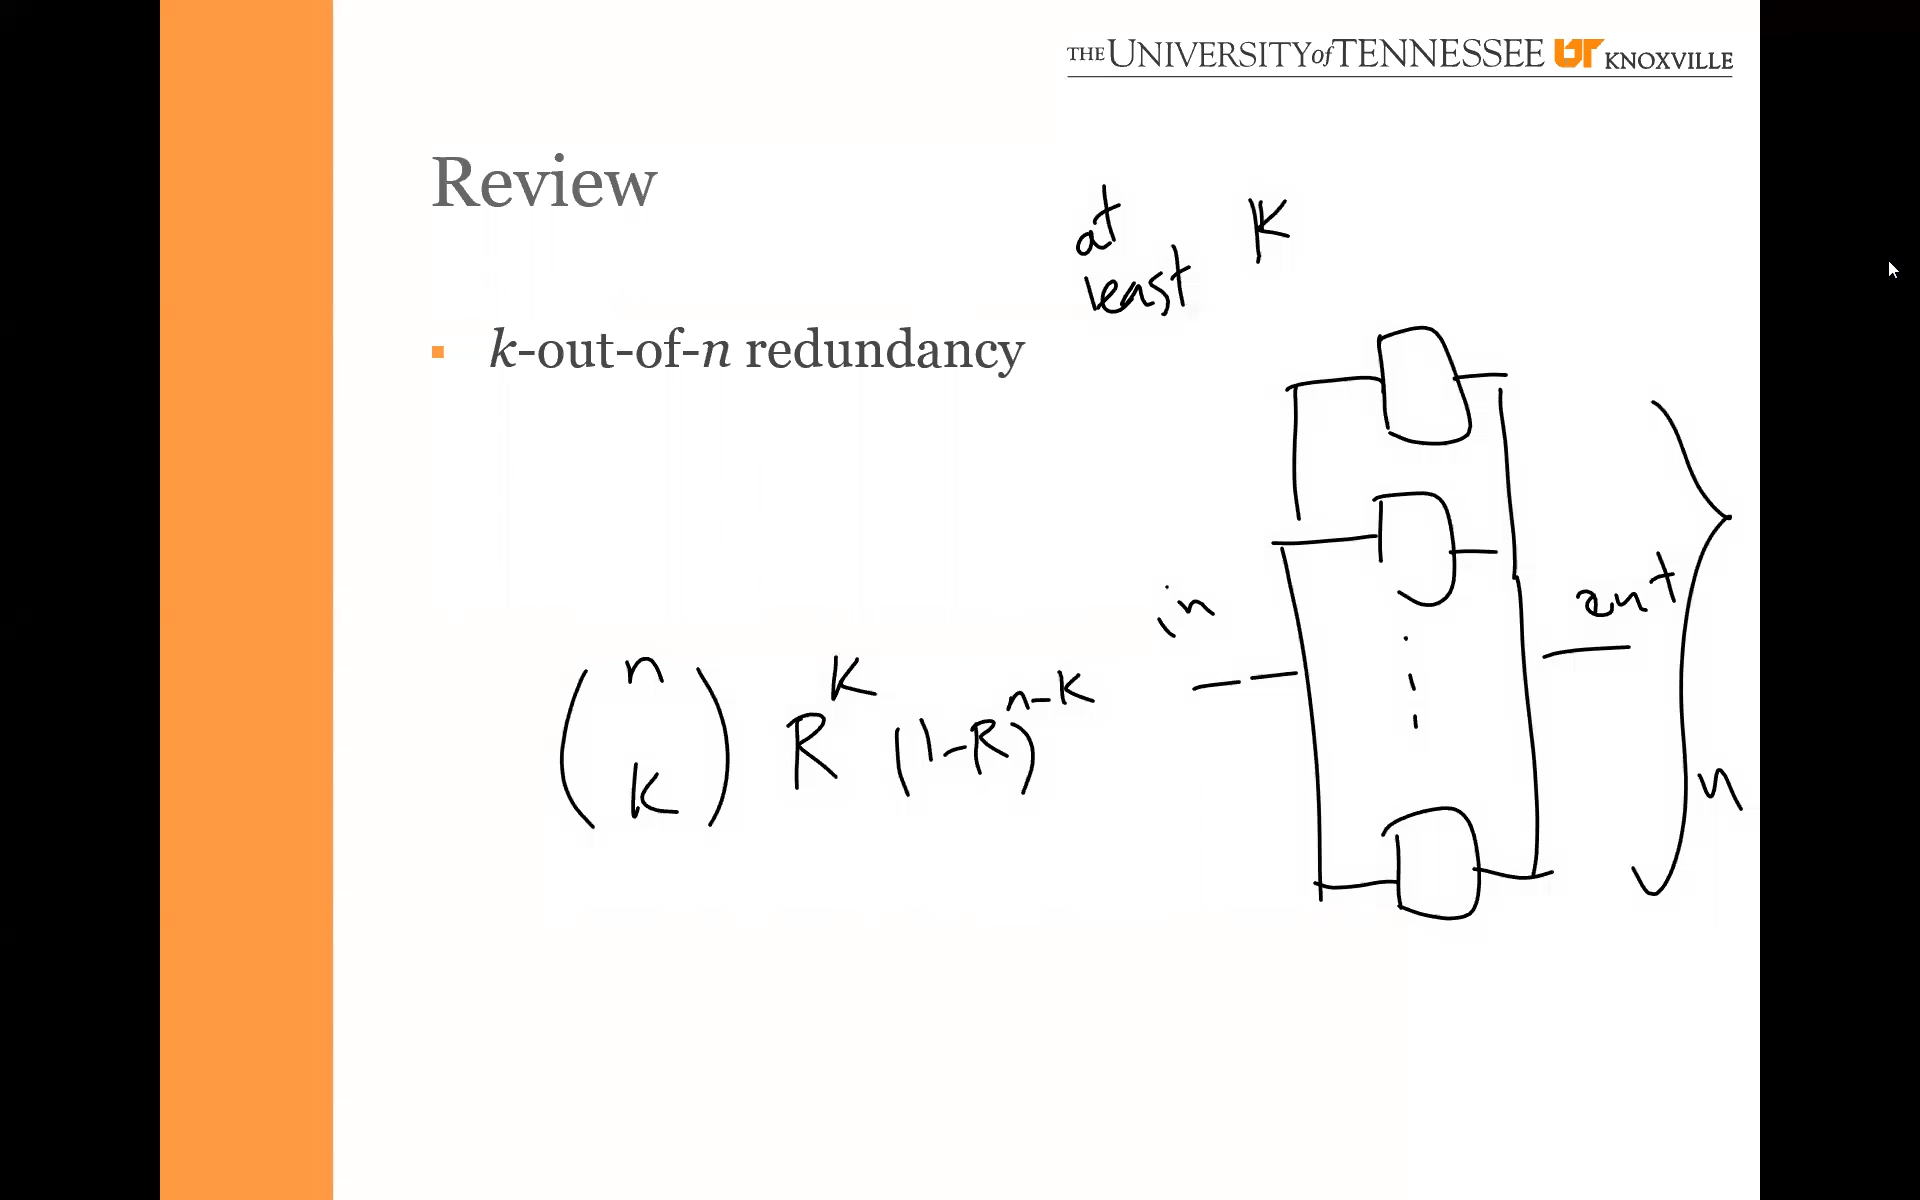 THE UNIVERSITY of TENNESSEE UT KNOXVILLE
Review
at least K
k-out-of-n redundancy
in
out
(n K) R^K (1-R)^n-K
n